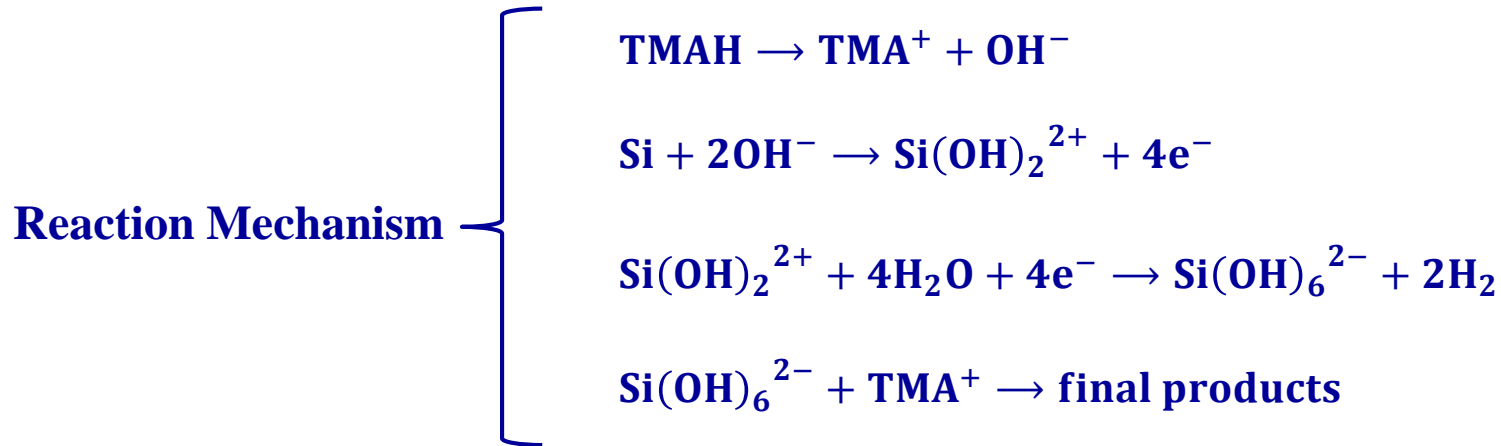 TMAH ⟶ TMA⁺ + OH⁻
Si + 2OH⁻ ⟶ Si(OH)₂²⁺ + 4e⁻
Reaction Mechanism
Si(OH)₂²⁺ + 4H₂O + 4e⁻ ⟶ Si(OH)₆²⁻ + 2H₂
Si(OH)₆²⁻ + TMA⁺ ⟶ final products